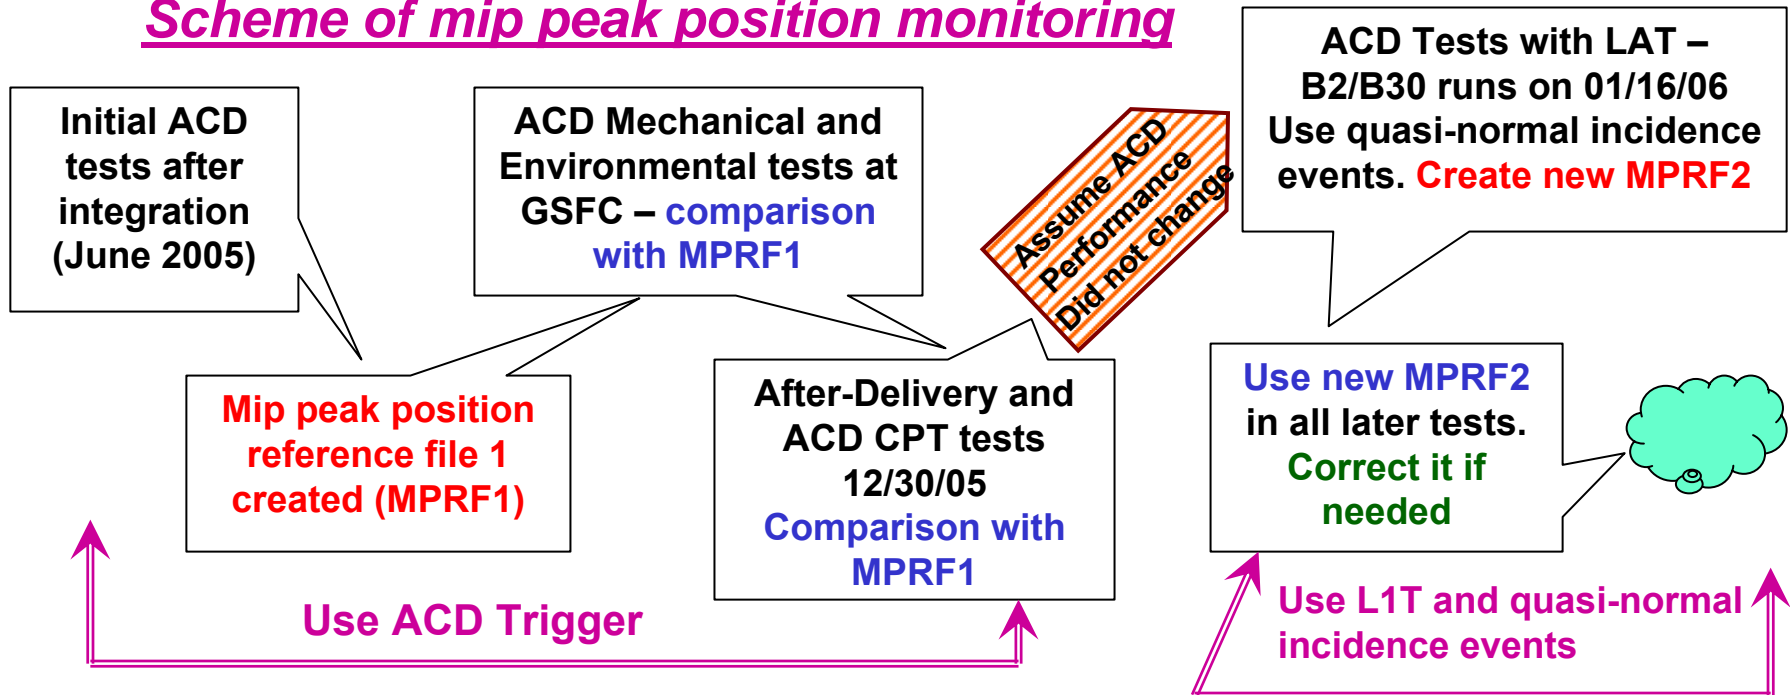 Scheme of mip peak position monitoring
Initial ACD
tests after
integration
(June 2005)
Mip peak position
reference file 1
created (MPRF1)
ACD Mechanical and
Environmental tests at
GSFC – comparison
with MPRF1
After-Delivery and
ACD CPT tests
12/30/05
Comparison with
MPRF1
Assume ACD
Performance
Did not change
ACD Tests with LAT –
B2/B30 runs on 01/16/06
Use quasi-normal incidence
events. Create new MPRF2
Use new MPRF2
in all later tests.
Correct it if
needed
Use ACD Trigger
Use L1T and quasi-normal
incidence events